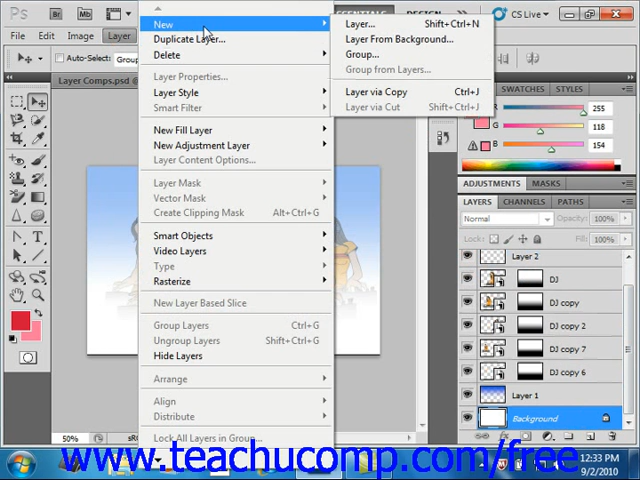 Ps Br Mb DESIGN CS Live
File Edit Image Layer
Auto-Select:
Layer Comps.psd
New
Duplicate Layer...
Delete
Layer Properties...
Layer Style
Smart Filter
New Fill Layer
New Adjustment Layer
Layer Content Options...
Layer Mask
Vector Mask
Create Clipping Mask Alt+Ctrl+G
Smart Objects
Video Layers
Type
Rasterize
New Layer Based Slice
Group Layers Ctrl+G
Ungroup Layers Shift+Ctrl+G
Hide Layers
Arrange
Align
Distribute
Lock All Layers in Group...
Layer... Shift+Ctrl+N
Layer From Background...
Group...
Group from Layers...
Layer via Copy Ctrl+J
Layer via Cut Shift+Ctrl+J
SWATCHES STYLES
R 255
G 118
B 154
ADJUSTMENTS MASKS
LAYERS CHANNELS PATHS
Normal Opacity: 100%
Lock: Fill: 100%
Layer 2
DJ
DJ copy
DJ copy 2
DJ copy 7
DJ copy 6
Layer 1
Background
50%
www.teachucomp.com/free
12:33 PM
9/2/2010